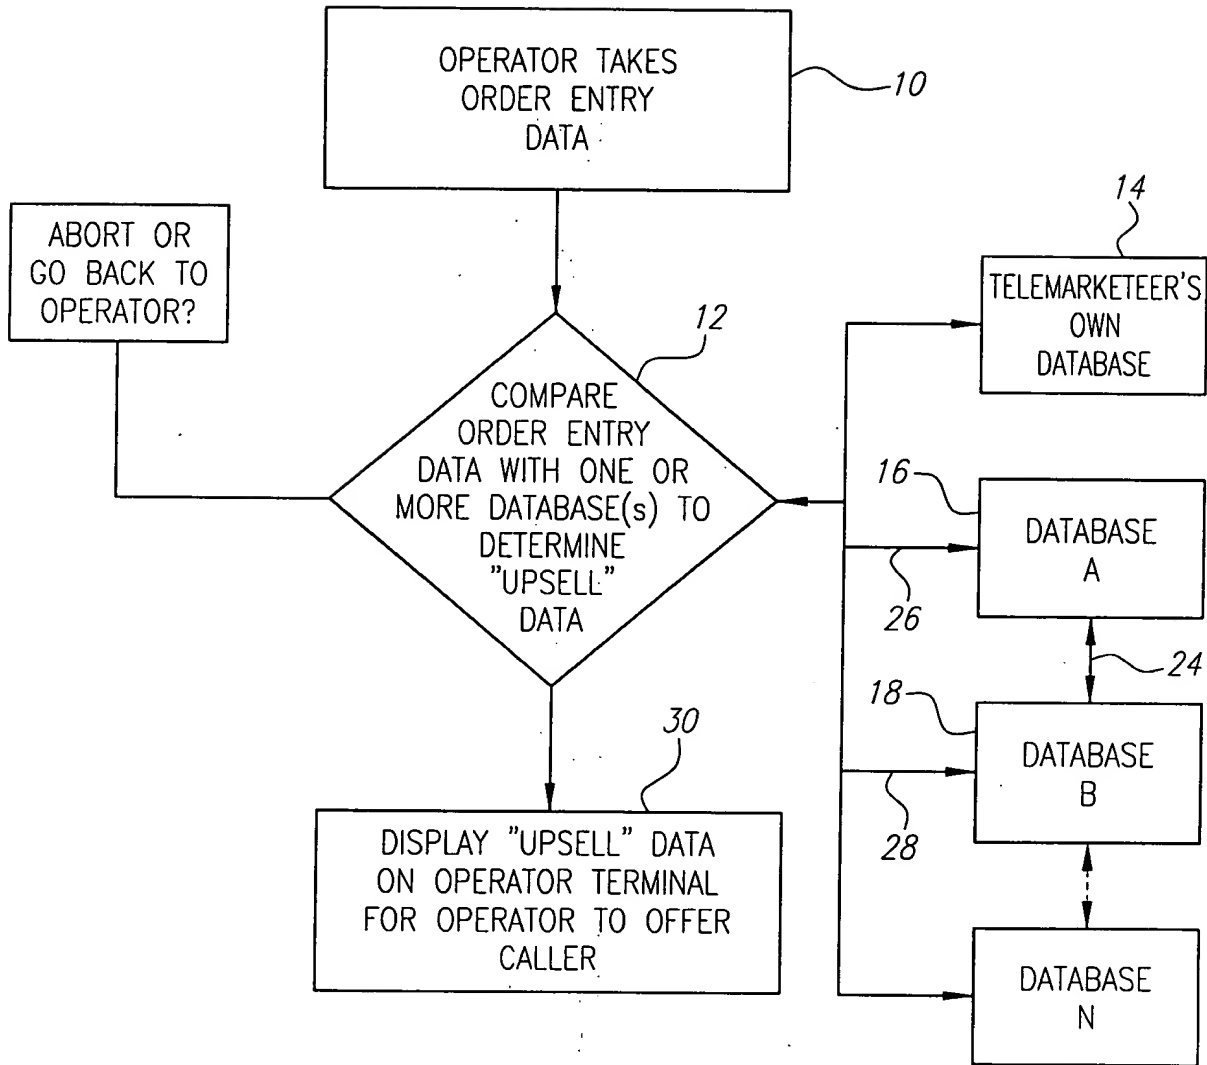 OPERATOR TAKES
ORDER ENTRY
DATA
10
ABORT OR
GO BACK TO
OPERATOR?
14
TELEMARKETEER'S
OWN
DATABASE
12
COMPARE
ORDER ENTRY
DATA WITH ONE OR
MORE DATABASE(s) TO
DETERMINE
"UPSELL"
DATA
16
DATABASE
A
26
24
18
DATABASE
B
28
30
DISPLAY "UPSELL" DATA
ON OPERATOR TERMINAL
FOR OPERATOR TO OFFER
CALLER
DATABASE
N